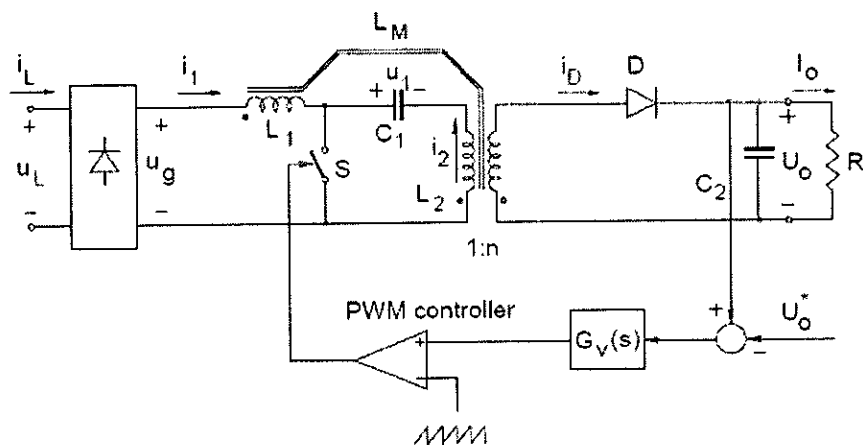 L_M
i_L
i_1
+ u_1 −
i_D
D
I_o
L_1
C_1
+
+
+
u_L
u_g
S
i_2
L_2
C_2
U_o
R
−
−
−
1:n
PWM controller
+
U_o^*
G_v(s)
−
+
−